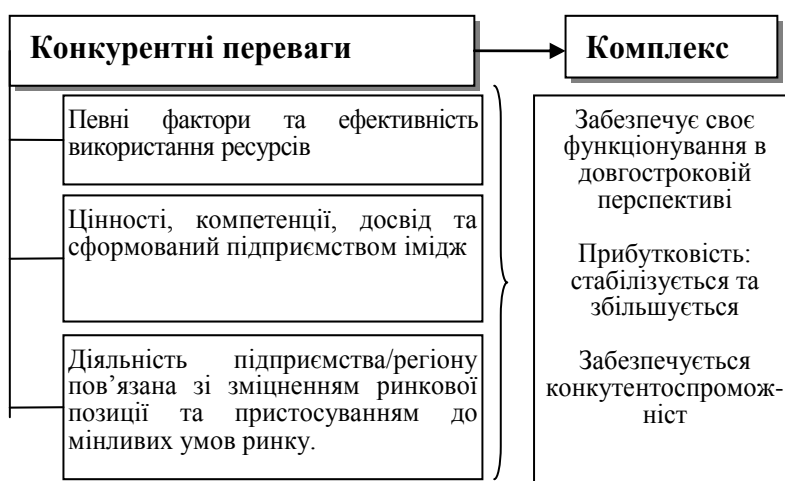 Конкурентні переваги
Комплекс
Певні фактори та ефективність
використання ресурсів
Цінності, компетенції, досвід та
сформований підприємством імідж
Діяльність підприємства/регіону
пов’язана зі зміцненням ринкової
позиції та пристосуванням до
мінливих умов ринку.
Забезпечує своє
функціонування в
довгостроковій
перспективі
Прибутковість:
стабілізується та
збільшується
Забезпечується
конкутентоспромож-
ніст